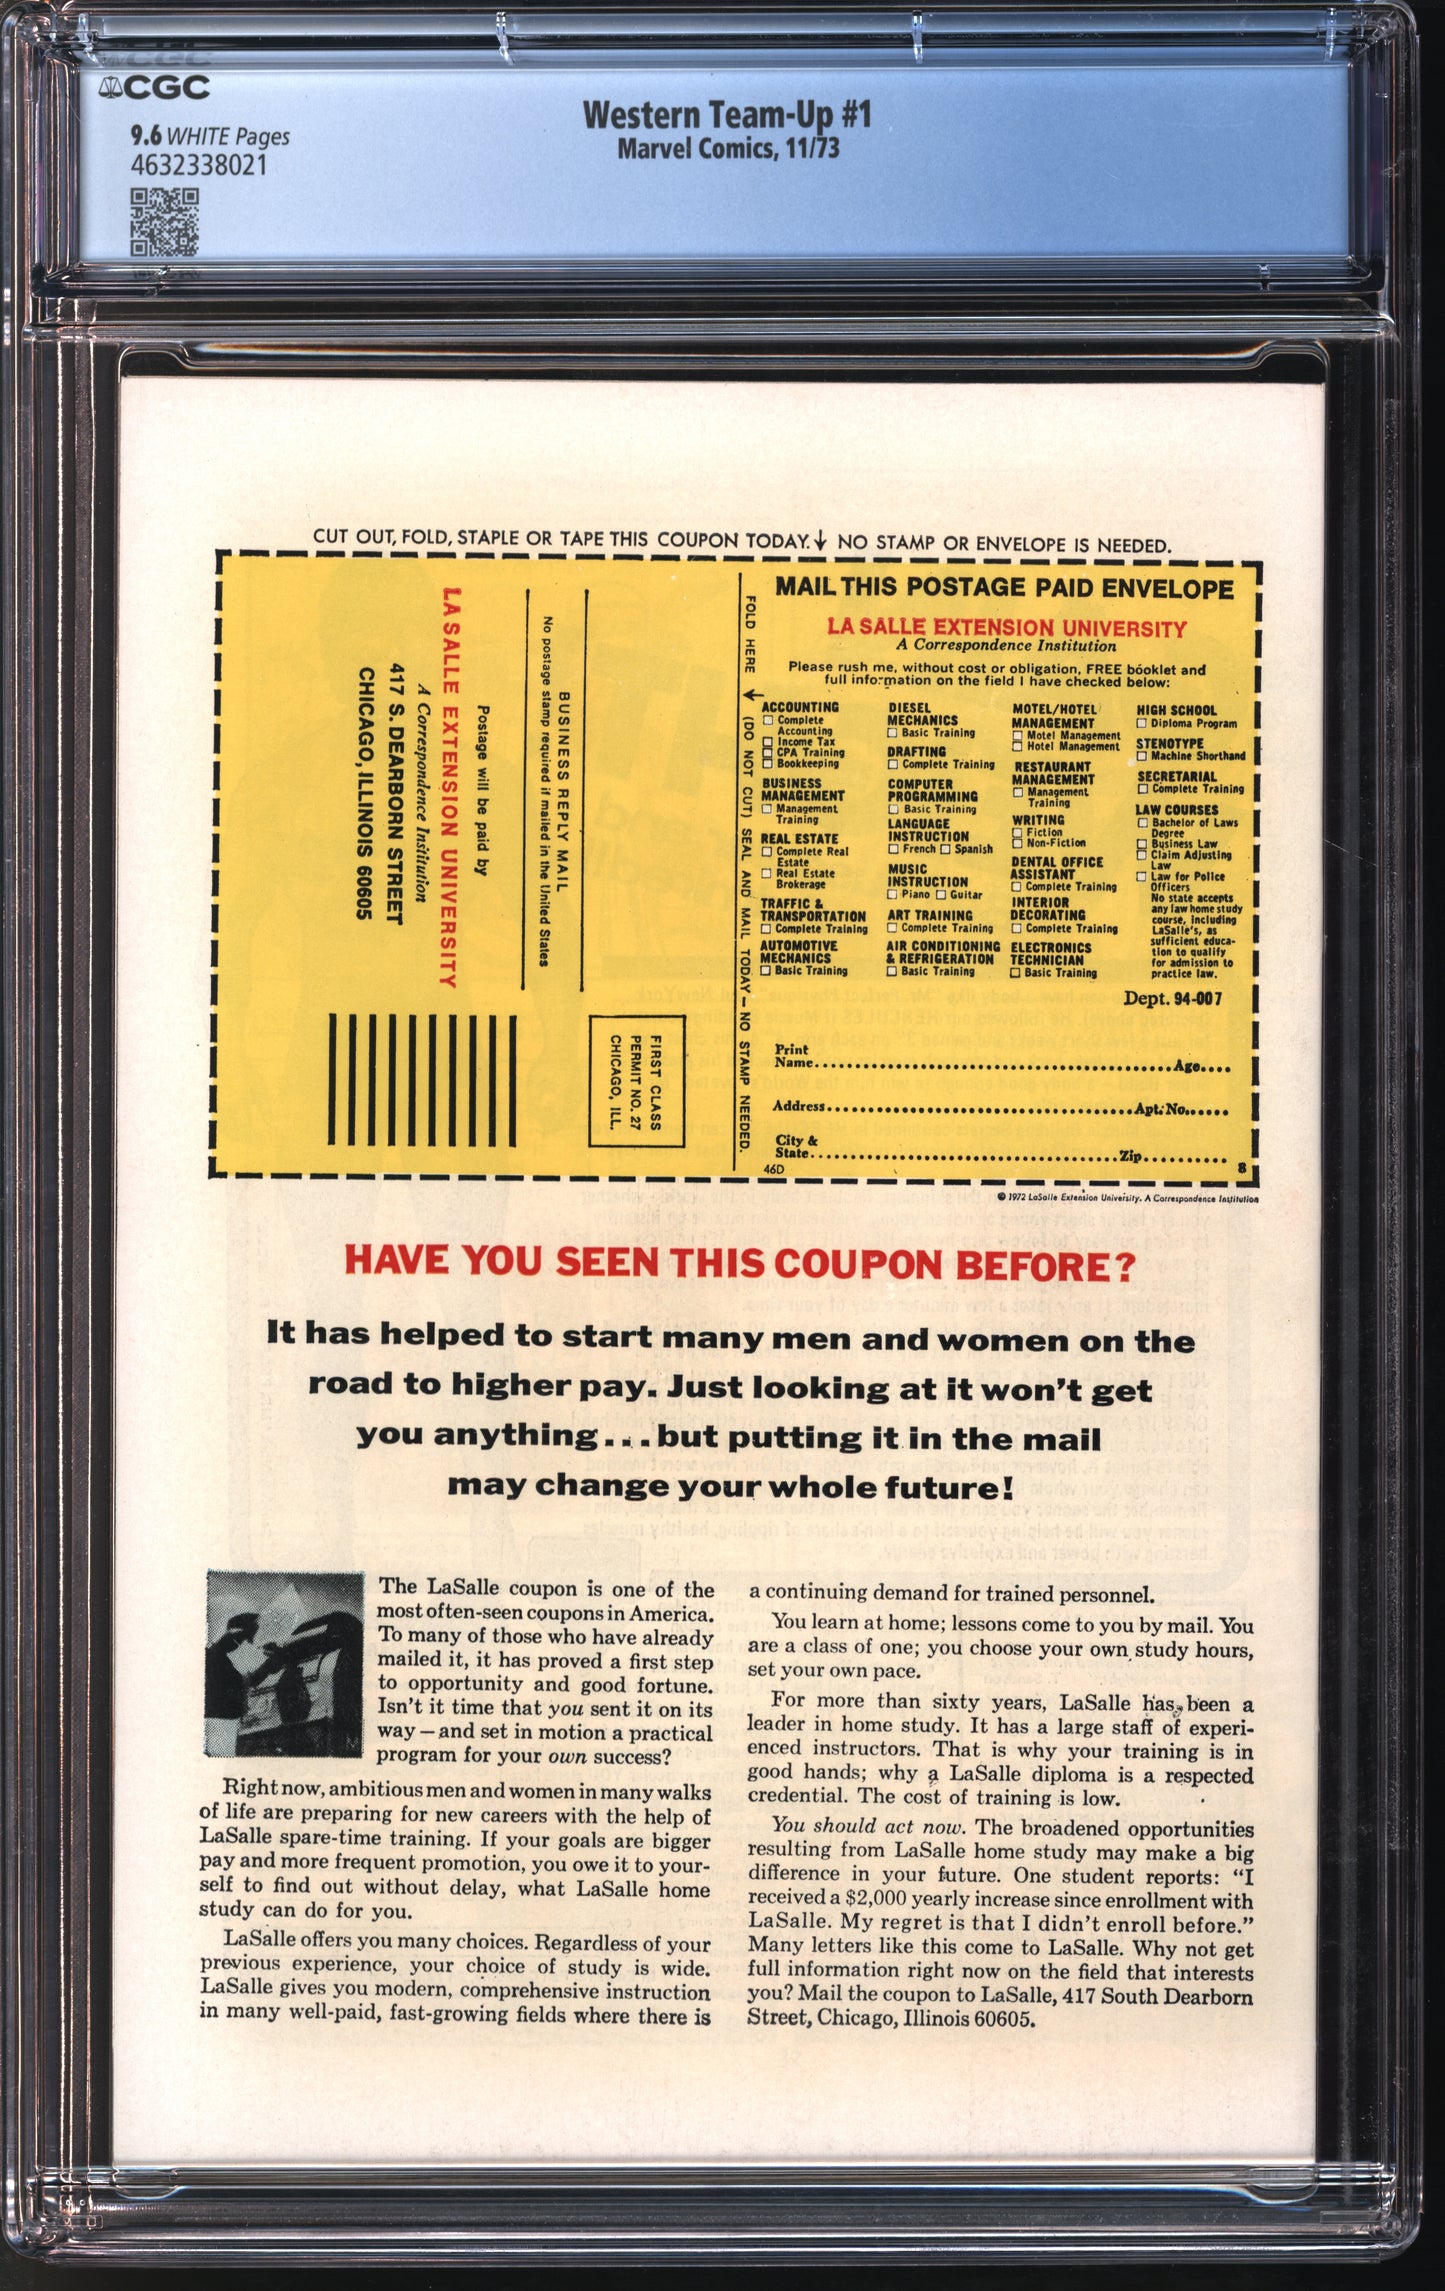 CGC
9.6 WHITE Pages
4632338021
Western Team-Up #1
Marvel Comics, 11/73
CUT OUT, FOLD, STAPLE OR TAPE THIS COUPON TODAY. ↓ NO STAMP OR ENVELOPE IS NEEDED.
BUSINESS REPLY MAIL
No postage stamp required if mailed in the United States
Postage will be paid by
LA SALLE EXTENSION UNIVERSITY
A Correspondence Institution
417 S. DEARBORN STREET
CHICAGO, ILLINOIS 60605
FIRST CLASS
PERMIT NO. 27
CHICAGO, ILL.
FOLD HERE ↓ (DO NOT CUT) SEAL AND MAIL TODAY — NO STAMP NEEDED.
MAIL THIS POSTAGE PAID ENVELOPE
LA SALLE EXTENSION UNIVERSITY
A Correspondence Institution
Please rush me, without cost or obligation, FREE booklet and
full information on the field I have checked below:
ACCOUNTING
☐ Complete
Accounting
☐ Income Tax
☐ CPA Training
☐ Bookkeeping
BUSINESS
MANAGEMENT
☐ Management
Training
REAL ESTATE
☐ Complete Real
Estate
☐ Real Estate
Brokerage
TRAFFIC &
TRANSPORTATION
☐ Complete Training
AUTOMOTIVE
MECHANICS
☐ Basic Training
DIESEL
MECHANICS
☐ Basic Training
DRAFTING
☐ Complete Training
COMPUTER
PROGRAMMING
☐ Basic Training
LANGUAGE
INSTRUCTION
☐ French ☐ Spanish
MUSIC
INSTRUCTION
☐ Piano ☐ Guitar
ART TRAINING
☐ Complete Training
AIR CONDITIONING
& REFRIGERATION
☐ Basic Training
MOTEL/HOTEL
MANAGEMENT
☐ Motel Management
☐ Hotel Management
RESTAURANT
MANAGEMENT
☐ Management
Training
WRITING
☐ Fiction
☐ Non-Fiction
DENTAL OFFICE
ASSISTANT
☐ Complete Training
INTERIOR
DECORATING
☐ Complete Training
ELECTRONICS
TECHNICIAN
☐ Basic Training
HIGH SCHOOL
☐ Diploma Program
STENOTYPE
☐ Machine Shorthand
SECRETARIAL
☐ Complete Training
LAW COURSES
☐ Bachelor of Laws
Degree
☐ Business Law
☐ Claim Adjusting
Law
☐ Law for Police
Officers
No state accepts
any law home study
course, including
LaSalle's, as
sufficient educa-
tion to qualify
for admission to
practice law.
Dept. 94-007
Print
Name.....Age....
Address.....Apt. No......
City &
State.....Zip..........
46D 8
© 1972 LaSalle Extension University. A Correspondence Institution
HAVE YOU SEEN THIS COUPON BEFORE?
It has helped to start many men and women on the
road to higher pay. Just looking at it won't get
you anything...but putting it in the mail
may change your whole future!
The LaSalle coupon is one of the
most often-seen coupons in America.
To many of those who have already
mailed it, it has proved a first step
to opportunity and good fortune.
Isn't it time that you sent it on its
way — and set in motion a practical
program for your own success?
Right now, ambitious men and women in many walks
of life are preparing for new careers with the help of
LaSalle spare-time training. If your goals are bigger
pay and more frequent promotion, you owe it to your-
self to find out without delay, what LaSalle home
study can do for you.
LaSalle offers you many choices. Regardless of your
previous experience, your choice of study is wide.
LaSalle gives you modern, comprehensive instruction
in many well-paid, fast-growing fields where there is
a continuing demand for trained personnel.
You learn at home; lessons come to you by mail. You
are a class of one; you choose your own study hours,
set your own pace.
For more than sixty years, LaSalle has been a
leader in home study. It has a large staff of experi-
enced instructors. That is why your training is in
good hands; why a LaSalle diploma is a respected
credential. The cost of training is low.
You should act now. The broadened opportunities
resulting from LaSalle home study may make a big
difference in your future. One student reports: "I
received a $2,000 yearly increase since enrollment with
LaSalle. My regret is that I didn't enroll before."
Many letters like this come to LaSalle. Why not get
full information right now on the field that interests
you? Mail the coupon to LaSalle, 417 South Dearborn
Street, Chicago, Illinois 60605.